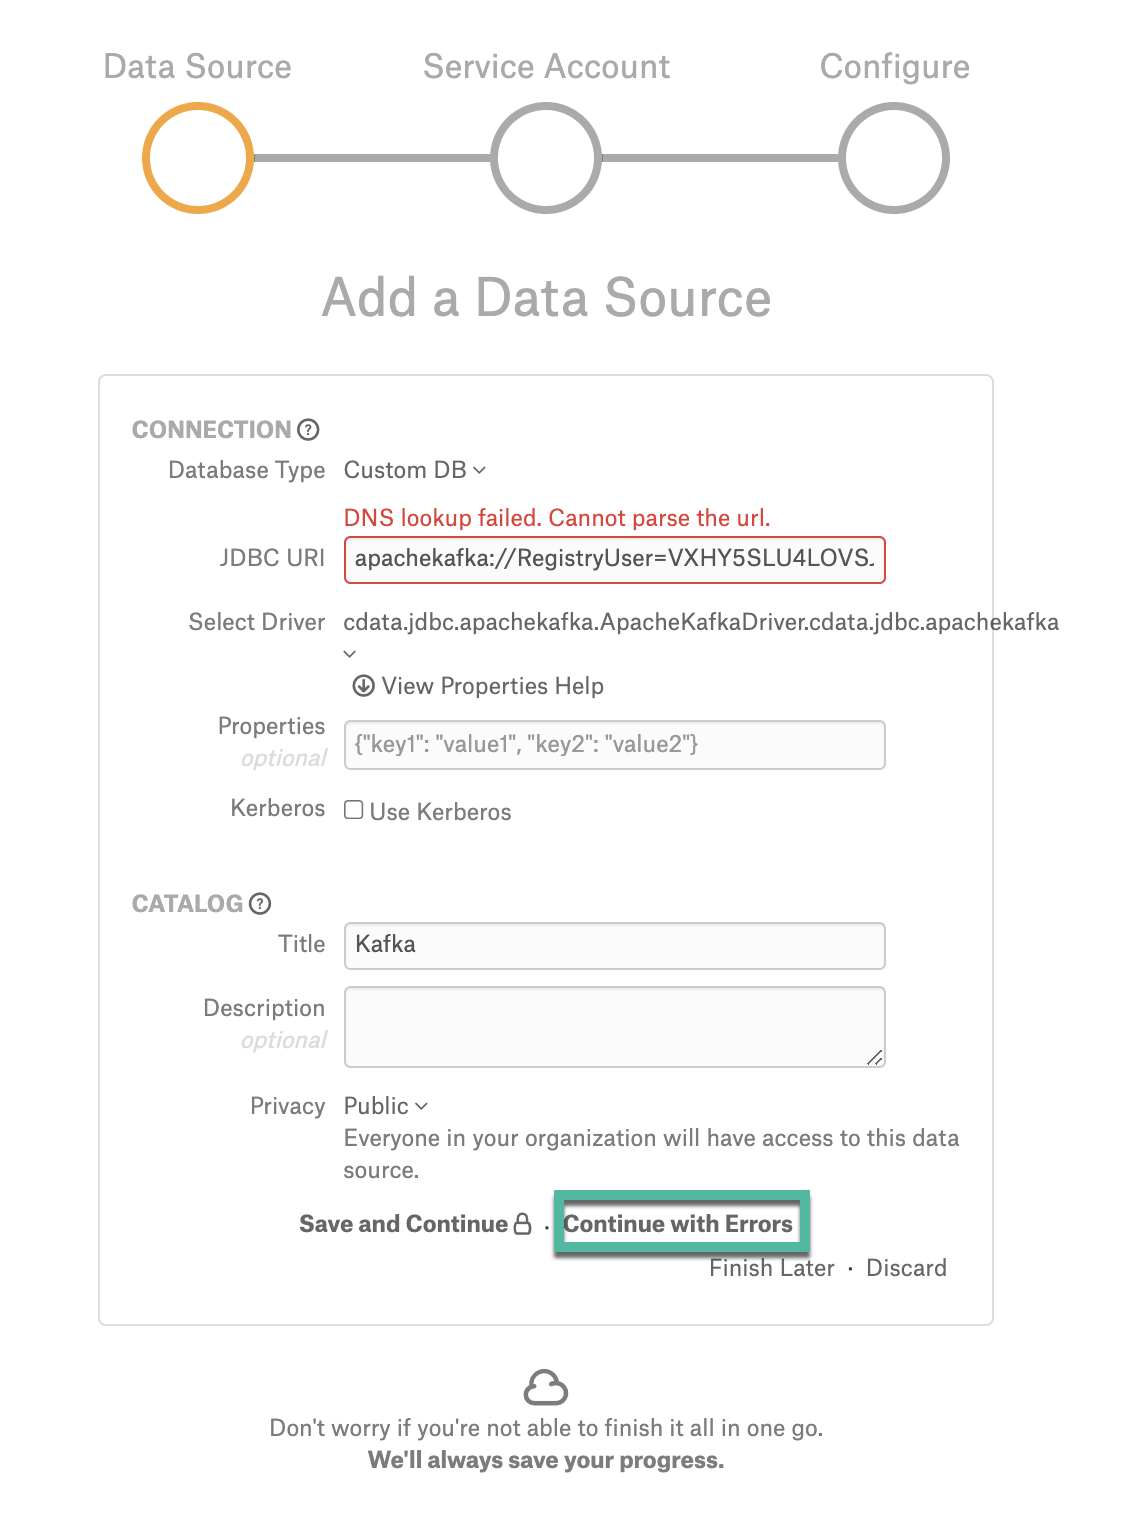 Data Source
Service Account
Configure
Add a Data Source
CONNECTION ?
Database Type Custom DB
DNS lookup failed. Cannot parse the url.
JDBC URI apachekafka://RegistryUser=VXHY5SLU4LOVS
Select Driver cdata.jdbc.apachekafka.ApacheKafkaDriver.cdata.jdbc.apachekafka
View Properties Help
Properties
optional
{"key1": "value1", "key2": "value2"}
Kerberos Use Kerberos
CATALOG ?
Title Kafka
Description
optional
Privacy Public
Everyone in your organization will have access to this data
source.
Save and Continue · Continue with Errors
Finish Later · Discard
Don't worry if you're not able to finish it all in one go.
We'll always save your progress.